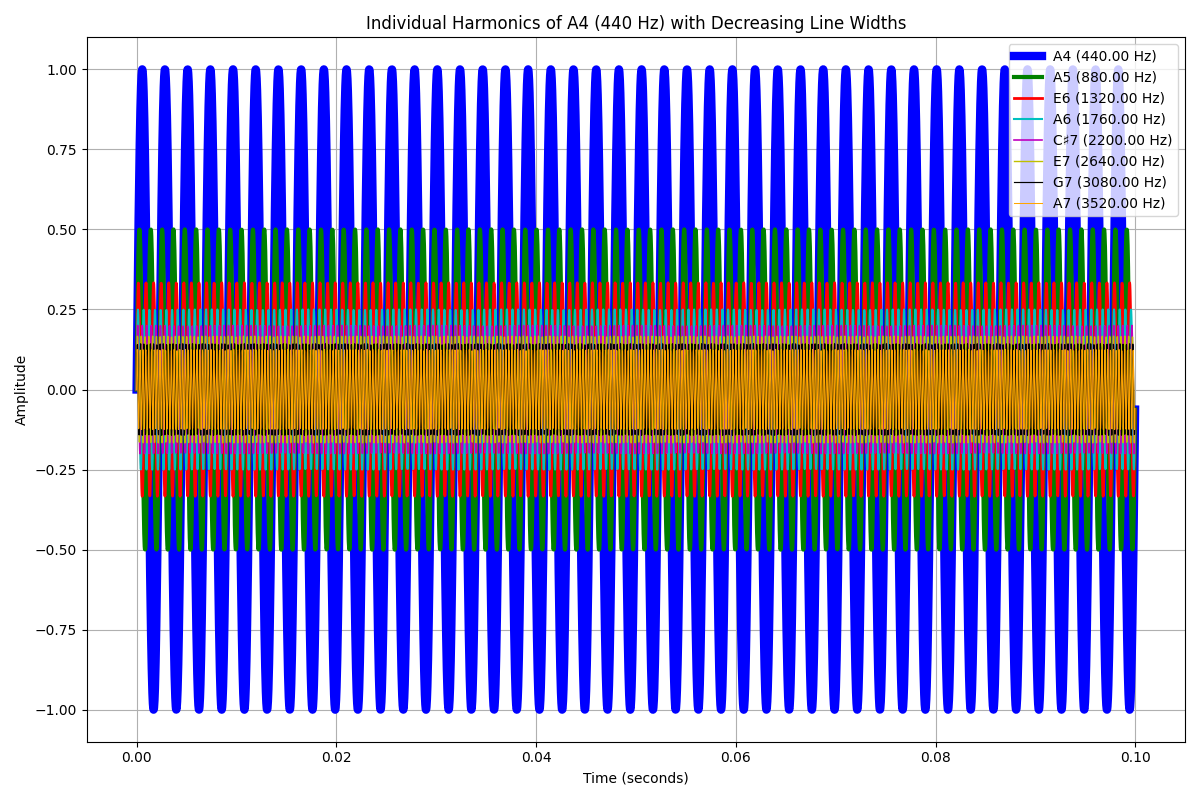 Individual Harmonics of A4 (440 Hz) with Decreasing Line Widths
A4 (440.00 Hz)
A5 (880.00 Hz)
E6 (1320.00 Hz)
A6 (1760.00 Hz)
C♯7 (2200.00 Hz)
E7 (2640.00 Hz)
G7 (3080.00 Hz)
A7 (3520.00 Hz)
1.00
0.75
0.50
0.25
0.00
−0.25
−0.50
−0.75
−1.00
Amplitude
0.00 0.02 0.04 0.06 0.08 0.10
Time (seconds)